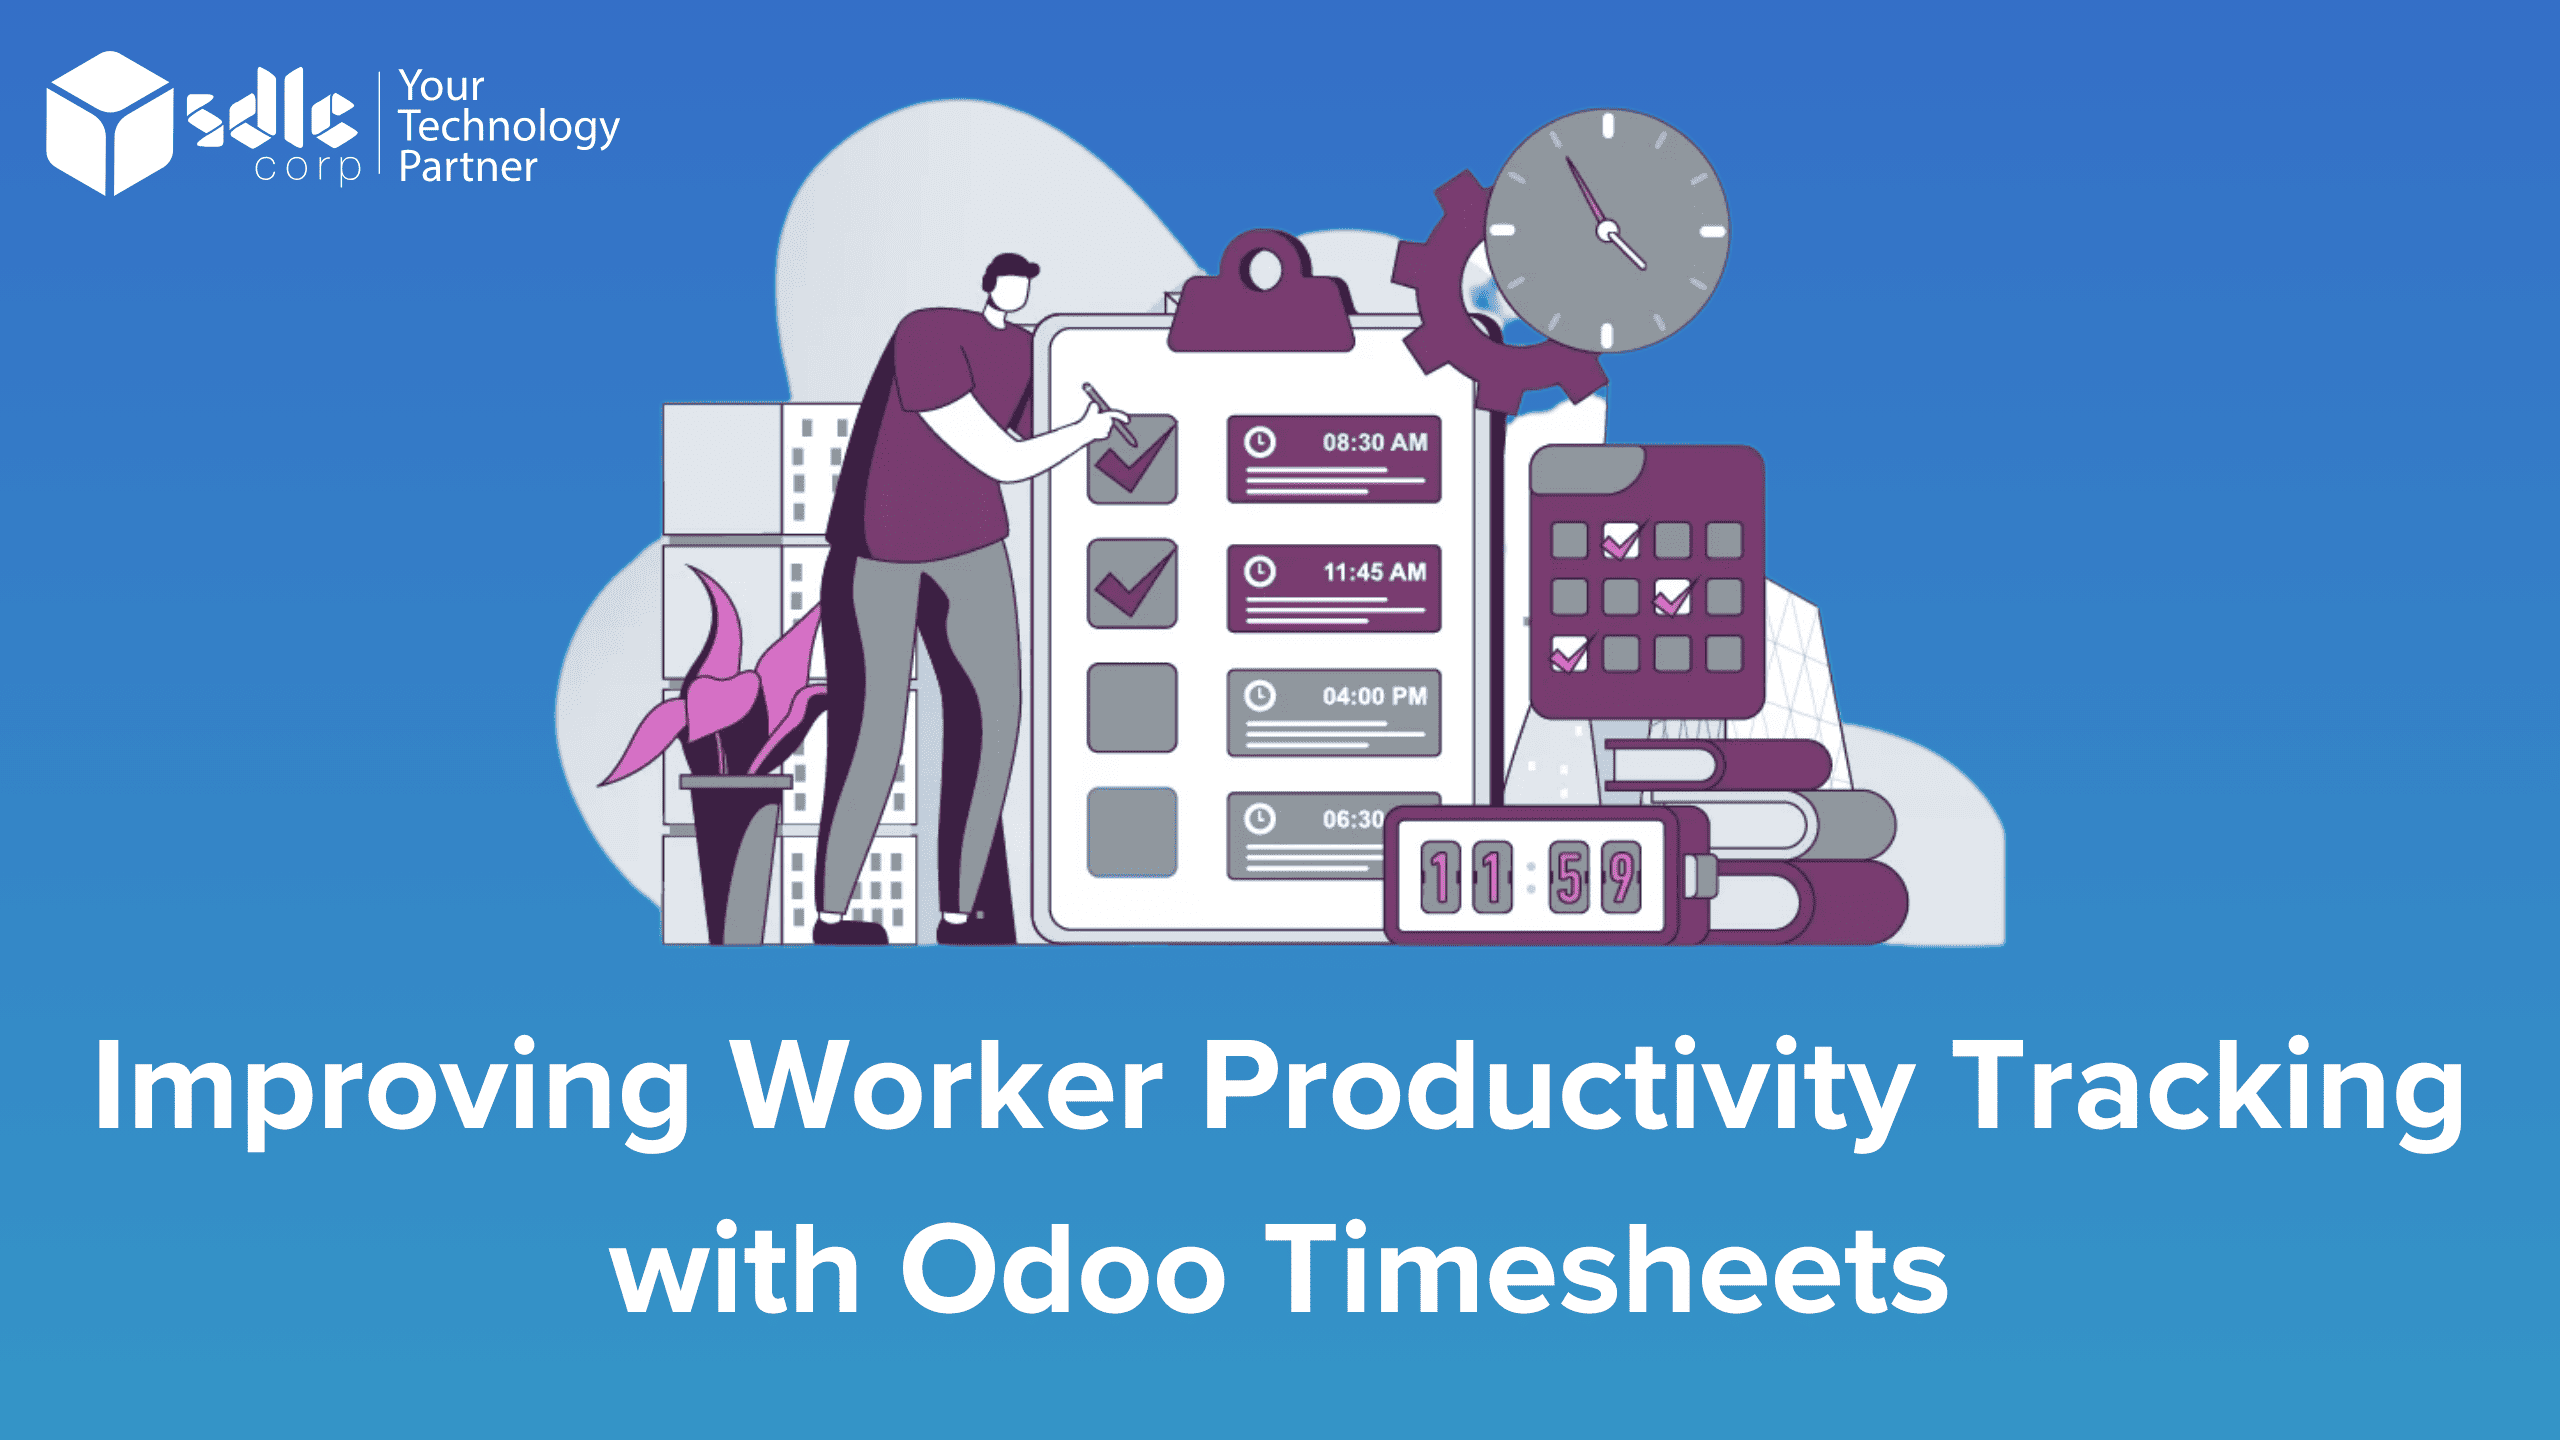 sdlc
corp
Your
Technology
Partner
08:30 AM
11:45 AM
04:00 PM
06:30
11:59
Improving Worker Productivity Tracking
with Odoo Timesheets